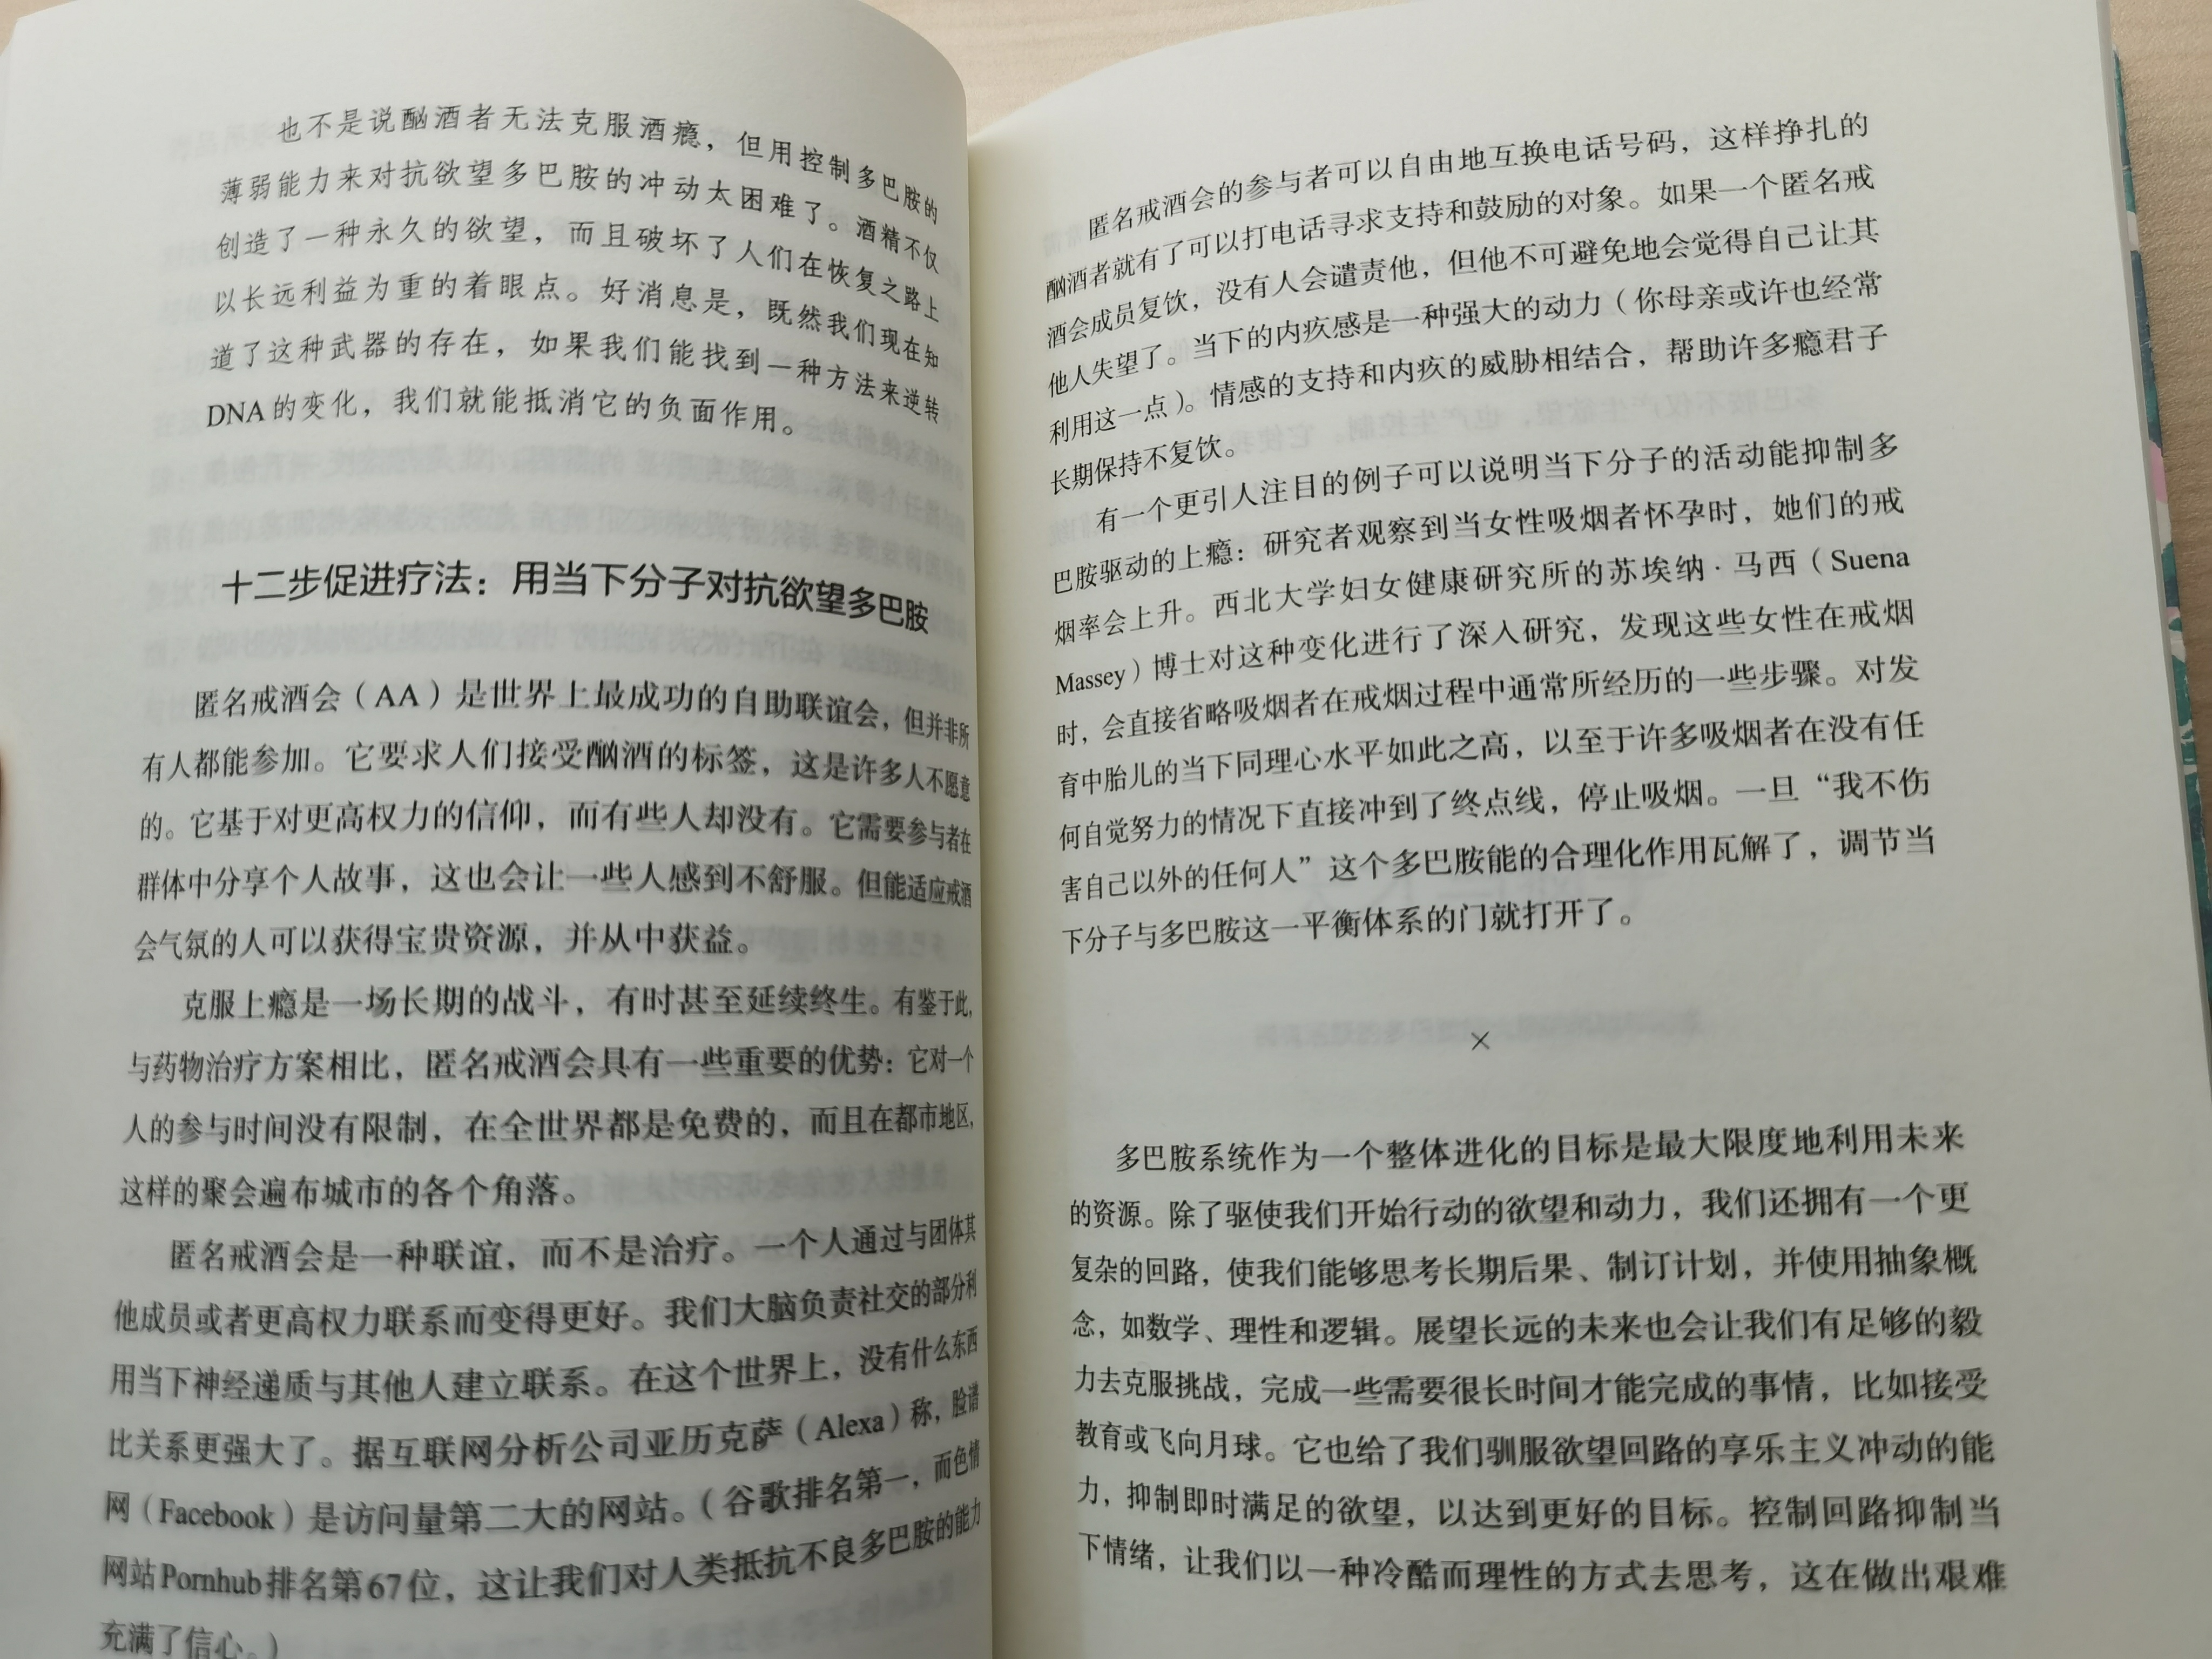 也不是说酗酒者无法克服酒瘾，但用控制多巴胺的
薄弱能力来对抗欲望多巴胺的冲动太困难了。酒精不仅
创造了一种永久的欲望，而且破坏了人们在恢复之路上
以长远利益为重的着眼点。好消息是，既然我们现在知
道了这种武器的存在，如果我们能找到一种方法来逆转
DNA的变化，我们就能抵消它的负面作用。
十二步促进疗法：用当下分子对抗欲望多巴胺
匿名戒酒会（AA）是世界上最成功的自助联谊会，但并非所
有人都能参加。它要求人们接受酗酒的标签，这是许多人不愿意
的。它基于对更高权力的信仰，而有些人却没有。它需要参与者在
群体中分享个人故事，这也会让一些人感到不舒服。但能适应戒酒
会气氛的人可以获得宝贵资源，并从中获益。
克服上瘾是一场长期的战斗，有时甚至延续终生。有鉴于此，
与药物治疗方案相比，匿名戒酒会具有一些重要的优势：它对一个
人的参与时间没有限制，在全世界都是免费的，而且在都市地区，
这样的聚会遍布城市的各个角落。
匿名戒酒会是一种联谊，而不是治疗。一个人通过与团体其
他成员或者更高权力联系而变得更好。我们大脑负责社交的部分利
用当下神经递质与其他人建立联系。在这个世界上，没有什么东西
比关系更强大了。据互联网分析公司亚历克萨（Alexa）称，脸谱
网（Facebook）是访问量第二大的网站。（谷歌排名第一，而色情
网站Pornhub排名第67位，这让我们对人类抵抗不良多巴胺的能力
充满了信心。）
匿名戒酒会的参与者可以自由地互换电话号码，这样挣扎的
酗酒者就有了可以打电话寻求支持和鼓励的对象。如果一个匿名戒
酒会成员复饮，没有人会谴责他，但他不可避免地会觉得自己让其
他人失望了。当下的内疚感是一种强大的动力（你母亲或许也经常
利用这一点）。情感的支持和内疚的威胁相结合，帮助许多瘾君子
长期保持不复饮。
有一个更引人注目的例子可以说明当下分子的活动能抑制多
巴胺驱动的上瘾：研究者观察到当女性吸烟者怀孕时，她们的戒
烟率会上升。西北大学妇女健康研究所的苏埃纳·马西（Suena
Massey）博士对这种变化进行了深入研究，发现这些女性在戒烟
时，会直接省略吸烟者在戒烟过程中通常所经历的一些步骤。对发
育中胎儿的当下同理心水平如此之高，以至于许多吸烟者在没有任
何自觉努力的情况下直接冲到了终点线，停止吸烟。一旦“我不伤
害自己以外的任何人”这个多巴胺能的合理化作用瓦解了，调节当
下分子与多巴胺这一平衡体系的门就打开了。
×
多巴胺系统作为一个整体进化的目标是最大限度地利用未来
的资源。除了驱使我们开始行动的欲望和动力，我们还拥有一个更
复杂的回路，使我们能够思考长期后果、制订计划，并使用抽象概
念，如数学、理性和逻辑。展望长远的未来也会让我们有足够的毅
力去克服挑战，完成一些需要很长时间才能完成的事情，比如接受
教育或飞向月球。它也给了我们驯服欲望回路的享乐主义冲动的能
力，抑制即时满足的欲望，以达到更好的目标。控制回路抑制当
下情绪，让我们以一种冷酷而理性的方式去思考，这在做出艰难